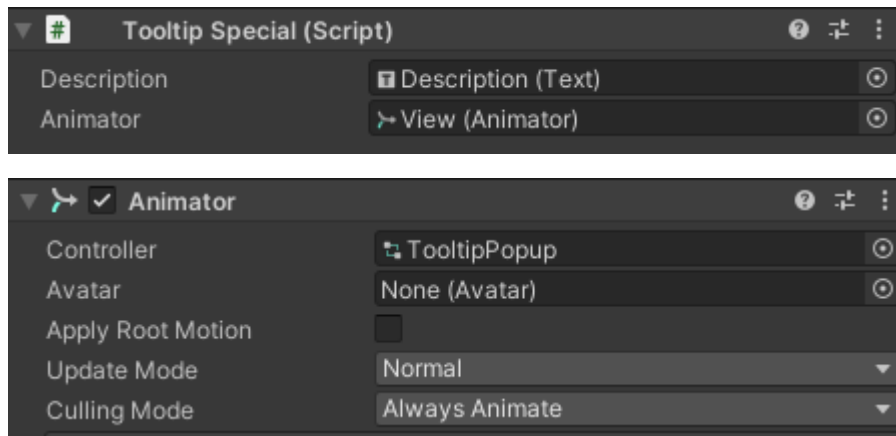 Tooltip Special (Script)
Description Description (Text)
Animator View (Animator)
Animator
Controller TooltipPopup
Avatar None (Avatar)
Apply Root Motion
Update Mode Normal
Culling Mode Always Animate